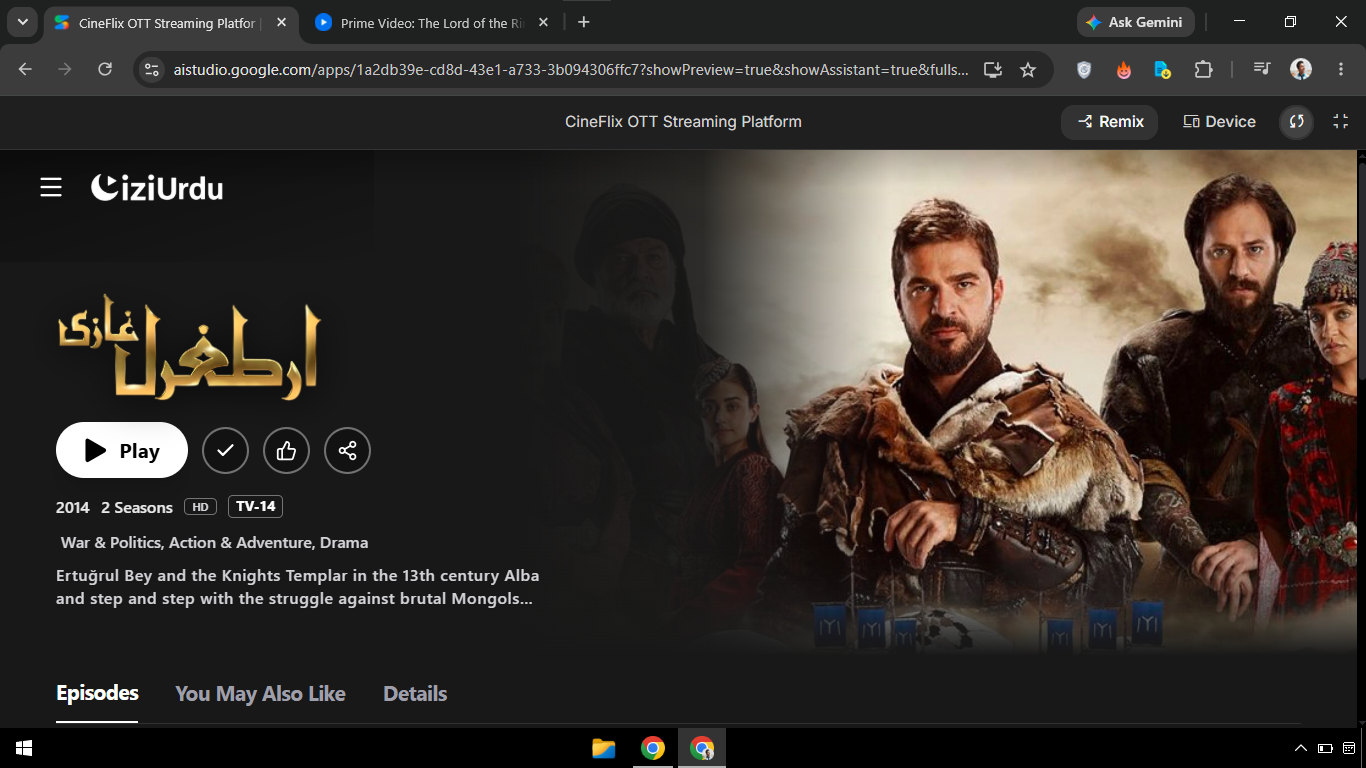 CineFlix OTT Streaming Platfor
Prime Video: The Lord of the Ri
Ask Gemini
aistudio.google.com/apps/1a2db39e-cd8d-43e1-a733-3b094306ffc7?showPreview=true&showAssistant=true&fulls...
CineFlix OTT Streaming Platform
Remix
Device
iziUrdu
ارطغرل غازی
Play
2014 2 Seasons HD TV-14
War & Politics, Action & Adventure, Drama
Ertuğrul Bey and the Knights Templar in the 13th century Alba
and step and step with the struggle against brutal Mongols...
Episodes You May Also Like Details